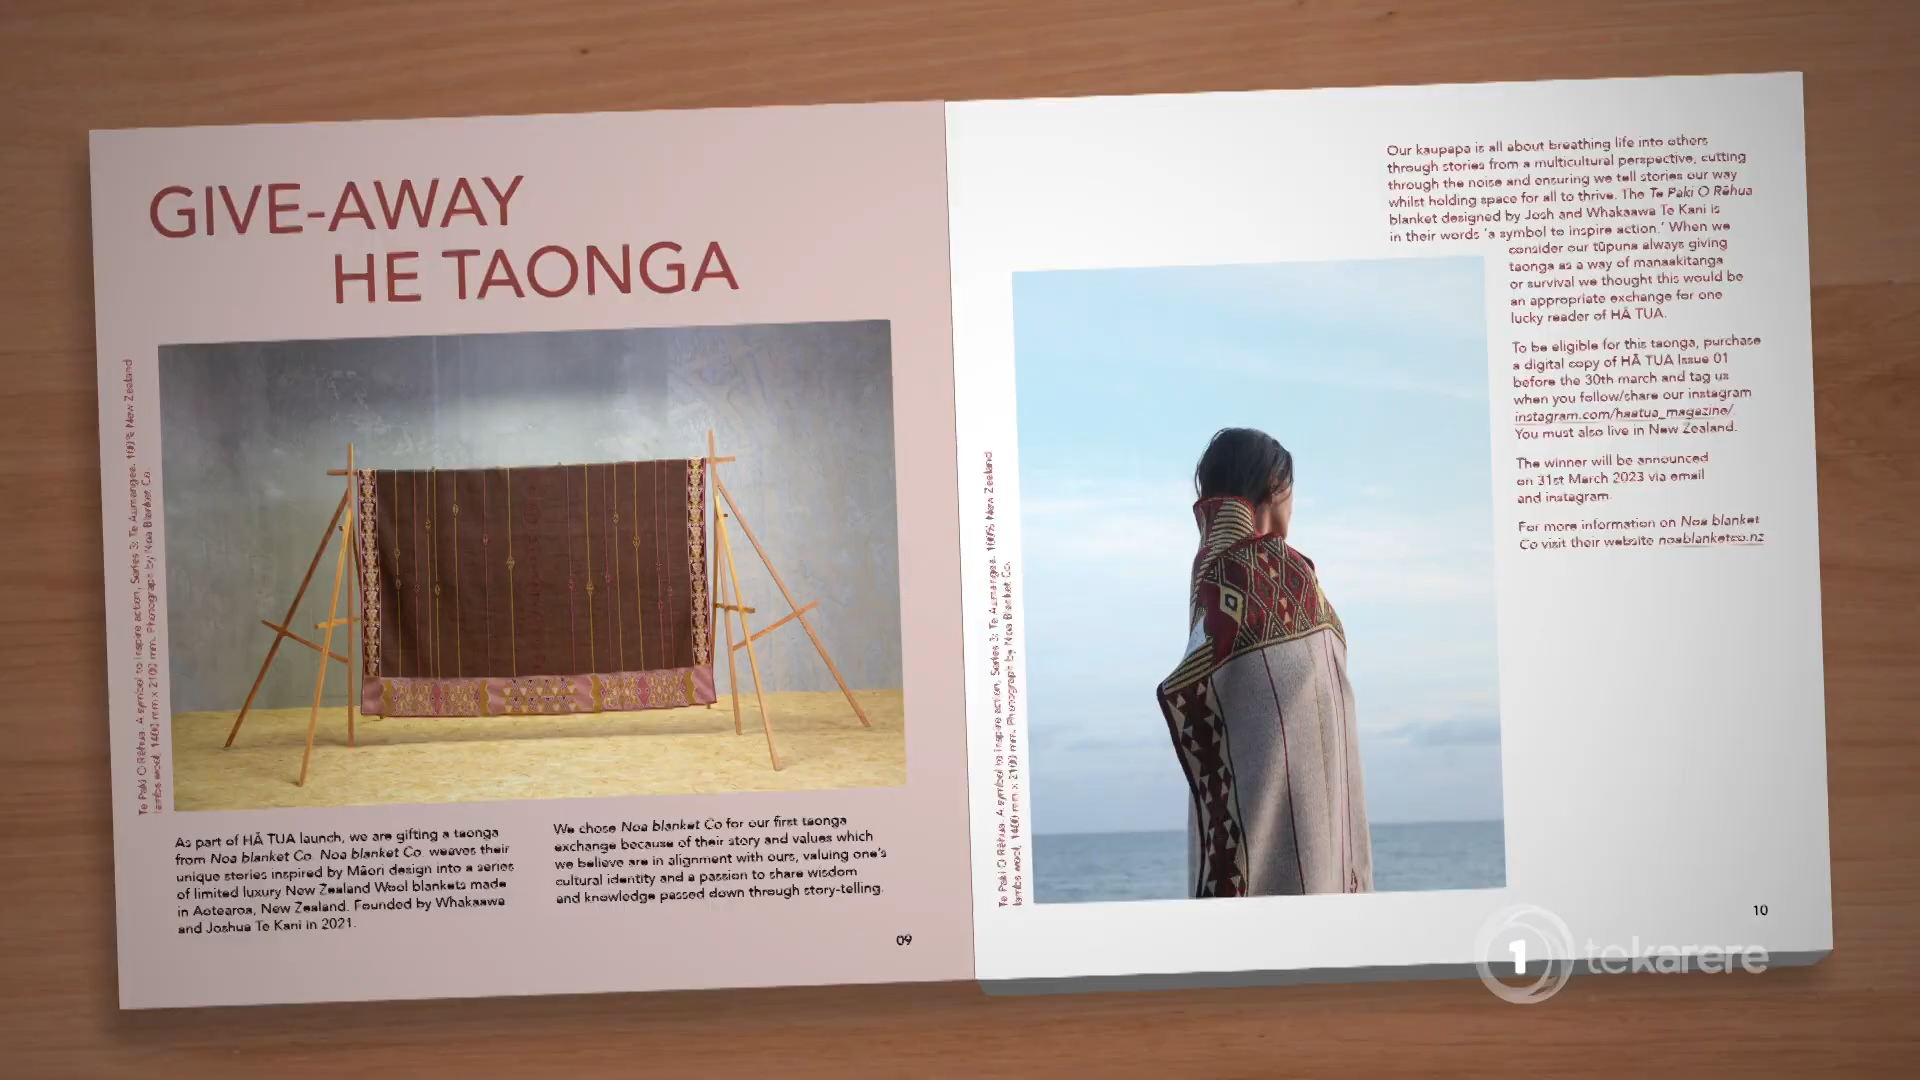 GIVE-AWAY
HE TAONGA
Te Paki O Rēhua. A symbol to inspire action, Series 3: Te Aumangea. 100% New Zealand
lambs wool, 1400 mm x 2100 mm. Photograph by Noa Blanket Co.
As part of HĀ TUA launch, we are gifting a taonga
from Noa blanket Co. Noa blanket Co. weaves their
unique stories inspired by Māori design into a series
of limited luxury New Zealand Wool blankets made
in Aotearoa, New Zealand. Founded by Whakaawa
and Joshua Te Kani in 2021.
We chose Noa blanket Co for our first taonga
exchange because of their story and values which
we believe are in alignment with ours, valuing one's
cultural identity and a passion to share wisdom
and knowledge passed down through story-telling.
09
Our kaupapa is all about breathing life into others
through stories from a multicultural perspective, cutting
through the noise and ensuring we tell stories our way
whilst holding space for all to thrive. The Te Paki O Rēhua
blanket designed by Josh and Whakaawa Te Kani is
in their words 'a symbol to inspire action.' When we
consider our tūpuna always giving
taonga as a way of manaakitanga
or survival we thought this would be
an appropriate exchange for one
lucky reader of HĀ TUA.
To be eligible for this taonga, purchase
a digital copy of HĀ TUA Issue 01
before the 30th march and tag us
when you follow/share our instagram
instagram.com/haatua_magazine/.
You must also live in New Zealand.
The winner will be announced
on 31st March 2023 via email
and instagram.
For more information on Noa blanket
Co visit their website noablanketco.nz
Te Paki O Rēhua. A symbol to inspire action, Series 3: Te Aumangea. 100% New Zealand
lambs wool, 1400 mm x 2100 mm. Photograph by Noa Blanket Co.
10
1 tekarere